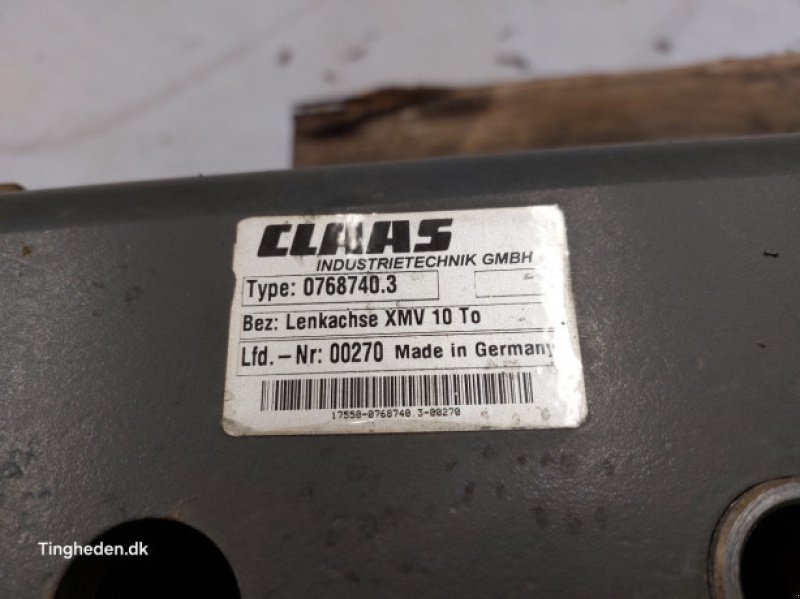 CLAAS
INDUSTRIETECHNIK GMBH
Type: 0768740.3
Bez: Lenkachse XMV 10 To
Lfd.-Nr: 00270 Made in Germany
17550-0768740.3-00270
Tingheden.dk